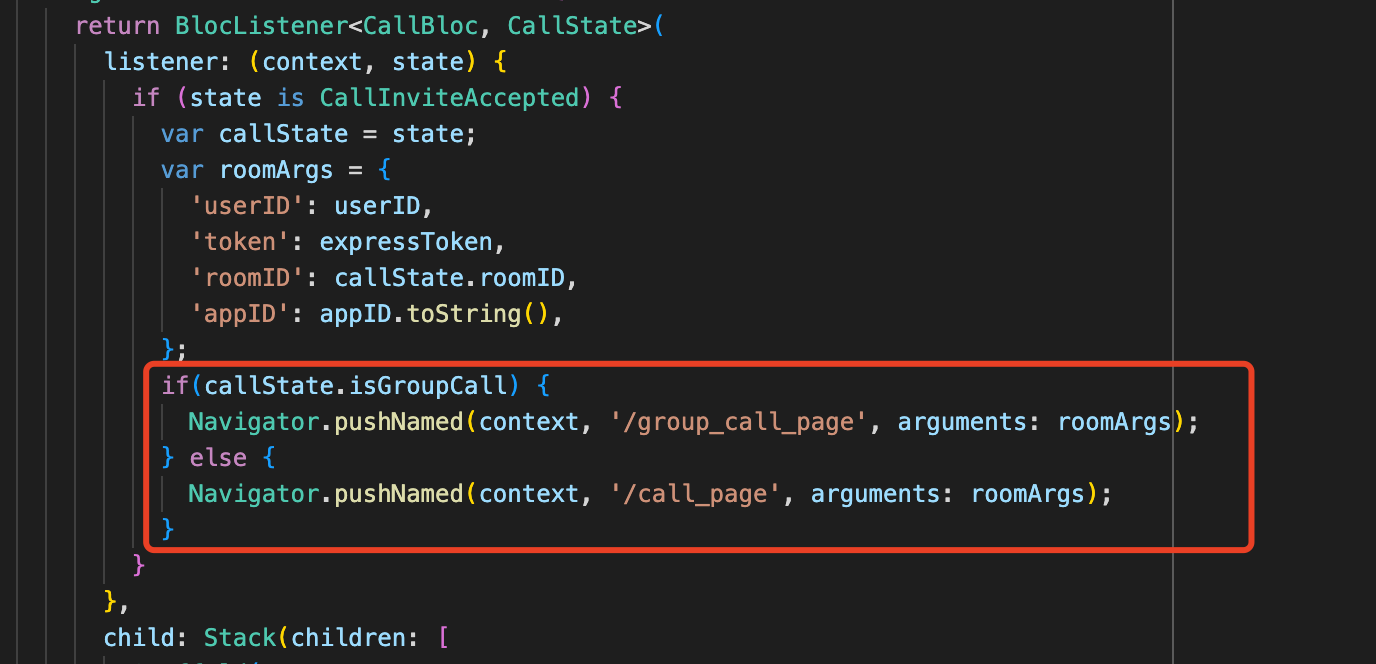 return BlocListener<CallBloc, CallState>(
listener: (context, state) {
if (state is CallInviteAccepted) {
var callState = state;
var roomArgs = {
'userID': userID,
'token': expressToken,
'roomID': callState.roomID,
'appID': appID.toString(),
};
if(callState.isGroupCall) {
Navigator.pushNamed(context, '/group_call_page', arguments: roomArgs);
} else {
Navigator.pushNamed(context, '/call_page', arguments: roomArgs);
}
}
},
child: Stack(children: [